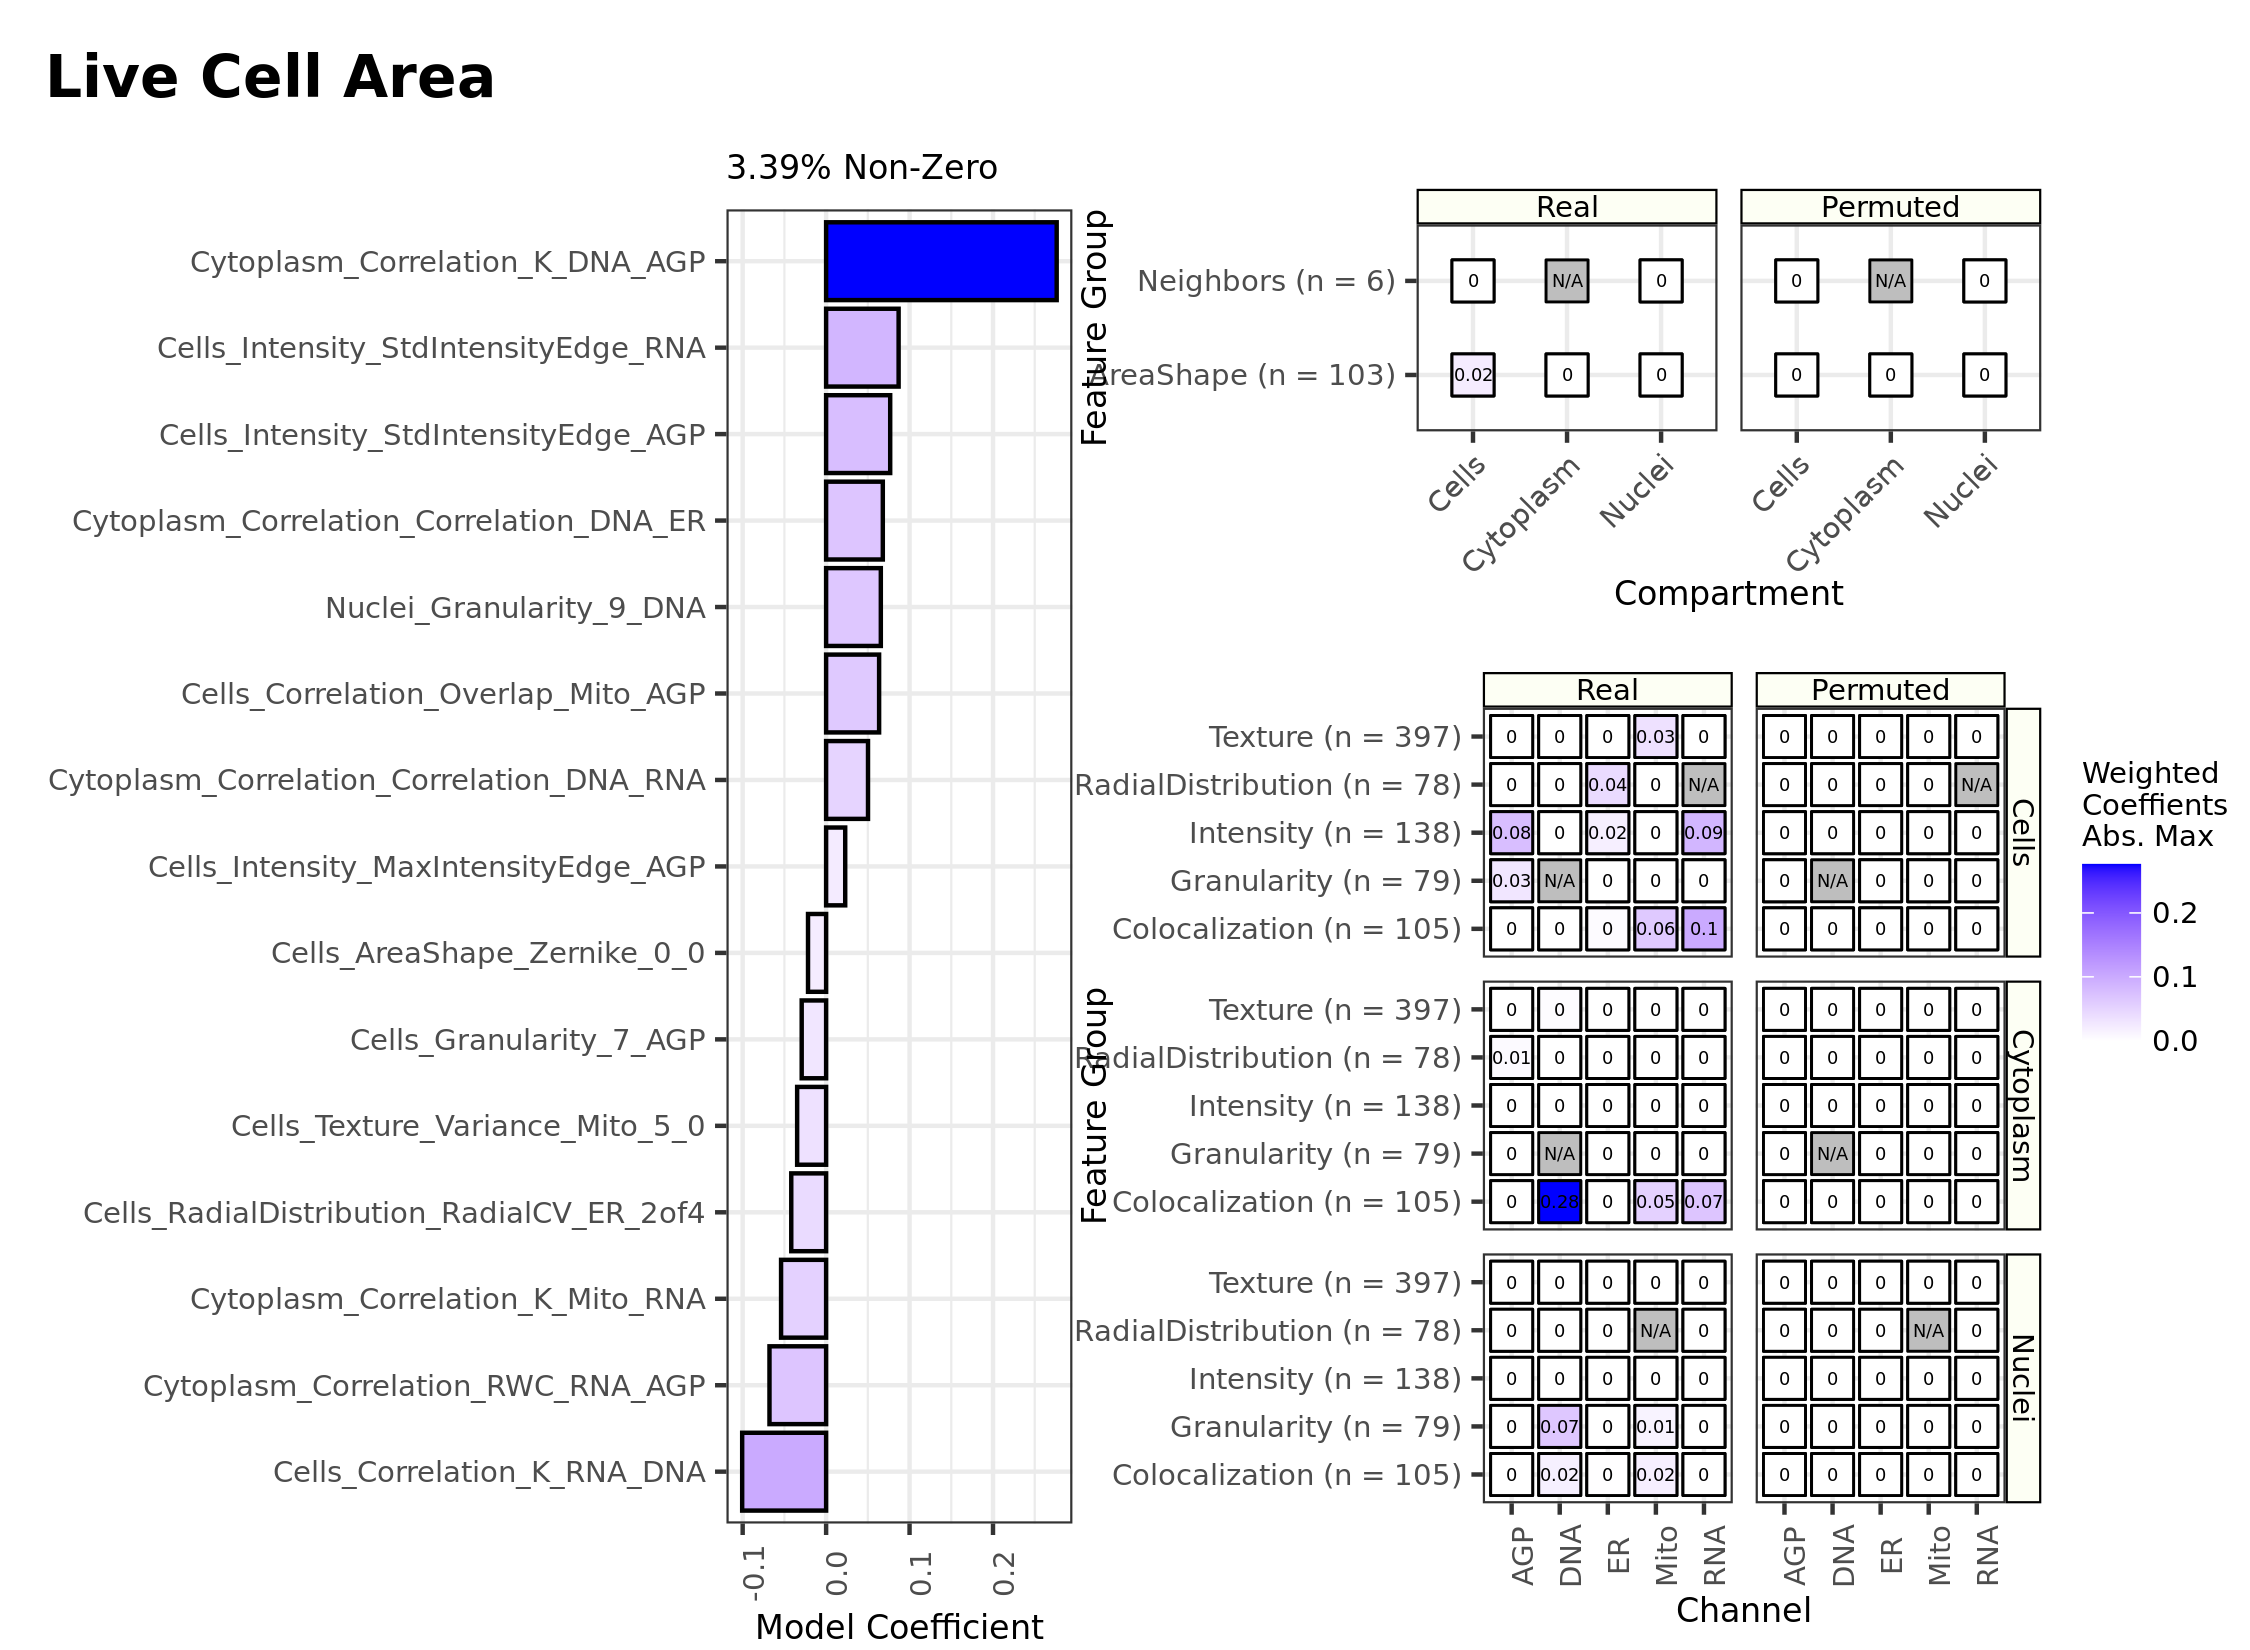 Live Cell Area
3.39% Non-Zero
Cytoplasm_Correlation_K_DNA_AGP
Cells_Intensity_StdIntensityEdge_RNA
Cells_Intensity_StdIntensityEdge_AGP
Cytoplasm_Correlation_Correlation_DNA_ER
Nuclei_Granularity_9_DNA
Cells_Correlation_Overlap_Mito_AGP
Cytoplasm_Correlation_Correlation_DNA_RNA
Cells_Intensity_MaxIntensityEdge_AGP
Cells_AreaShape_Zernike_0_0
Cells_Granularity_7_AGP
Cells_Texture_Variance_Mito_5_0
Cells_RadialDistribution_RadialCV_ER_2of4
Cytoplasm_Correlation_K_Mito_RNA
Cytoplasm_Correlation_RWC_RNA_AGP
Cells_Correlation_K_RNA_DNA
-0.1 0.0 0.1 0.2
Model Coefficient
Feature Group
Real Permuted
Neighbors (n = 6) 0 N/A 0 0 N/A 0
AreaShape (n = 103) 0.02 0 0 0 0 0
Cells Cytoplasm Nuclei Cells Cytoplasm Nuclei
Compartment
Feature Group
Real Permuted
Cells
Texture (n = 397) 0 0 0 0.03 0 0 0 0 0 0
RadialDistribution (n = 78) 0 0 0.04 0 N/A 0 0 0 0 N/A
Intensity (n = 138) 0.08 0 0.02 0 0.09 0 0 0 0 0
Granularity (n = 79) 0.03 N/A 0 0 0 0 N/A 0 0 0
Colocalization (n = 105) 0 0 0 0.06 0.1 0 0 0 0 0
Cytoplasm
Texture (n = 397) 0 0 0 0 0 0 0 0 0 0
RadialDistribution (n = 78) 0.01 0 0 0 0 0 0 0 0 0
Intensity (n = 138) 0 0 0 0 0 0 0 0 0 0
Granularity (n = 79) 0 N/A 0 0 0 0 N/A 0 0 0
Colocalization (n = 105) 0 0.28 0 0.05 0.07 0 0 0 0 0
Nuclei
Texture (n = 397) 0 0 0 0 0 0 0 0 0 0
RadialDistribution (n = 78) 0 0 0 N/A 0 0 0 0 N/A 0
Intensity (n = 138) 0 0 0 0 0 0 0 0 0 0
Granularity (n = 79) 0 0.07 0 0.01 0 0 0 0 0 0
Colocalization (n = 105) 0 0.02 0 0.02 0 0 0 0 0 0
AGP DNA ER Mito RNA AGP DNA ER Mito RNA
Channel
Weighted
Coeffients
Abs. Max
0.2
0.1
0.0